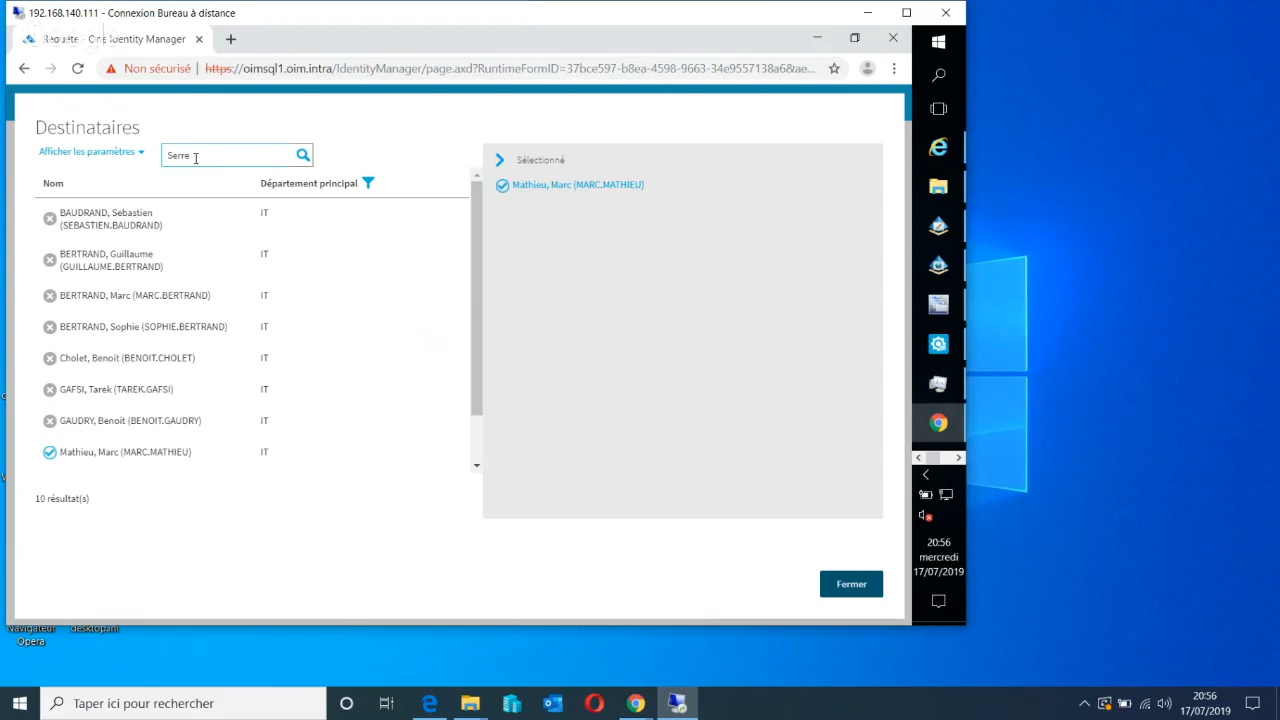 192.168.140.111 - Connexion Bureau à distance
Requête - One Identity Manager
Non sécurisé https://oimsql1.oim.intra/IdentityManager/page.axd?RuntimeFormID=37bce597-b8ea-4598-9663-34e9557138a6&ae...
Destinataires
Afficher les paramètres
Serre
Sélectionné
Nom
Département principal
Mathieu, Marc (MARC.MATHIEU)
BAUDRAND, Sebastien
(SEBASTIEN.BAUDRAND)
IT
BERTRAND, Guillaume
(GUILLAUME.BERTRAND)
IT
BERTRAND, Marc (MARC.BERTRAND)
IT
BERTRAND, Sophie (SOPHIE.BERTRAND)
IT
Cholet, Benoit (BENOIT.CHOLET)
IT
GAFSI, Tarek (TAREK.GAFSI)
IT
GAUDRY, Benoit (BENOIT.GAUDRY)
IT
Mathieu, Marc (MARC.MATHIEU)
IT
10 résultat(s)
Fermer
20:56
mercredi
17/07/2019
Navigateur
Opera
desktop.ini
Taper ici pour rechercher
20:56
17/07/2019